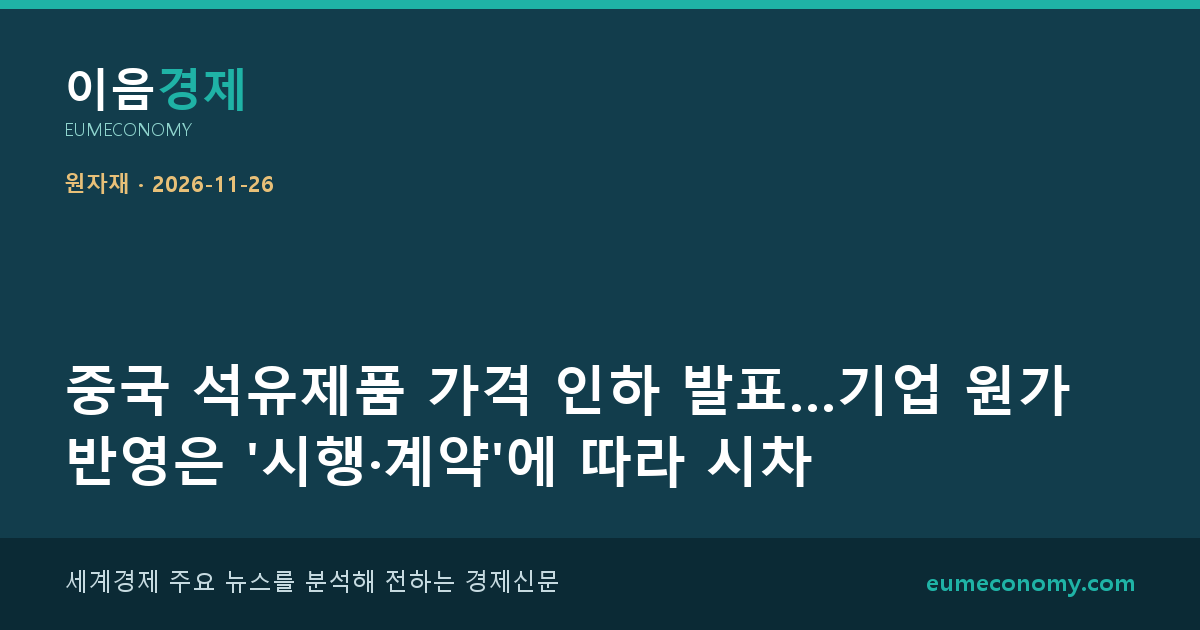 이음경제
EUMECONOMY
원자재 · 2026-11-26
중국 석유제품 가격 인하 발표…기업 원가
반영은 '시행·계약'에 따라 시차
세계경제 주요 뉴스를 분석해 전하는 경제신문
eumeconomy.com